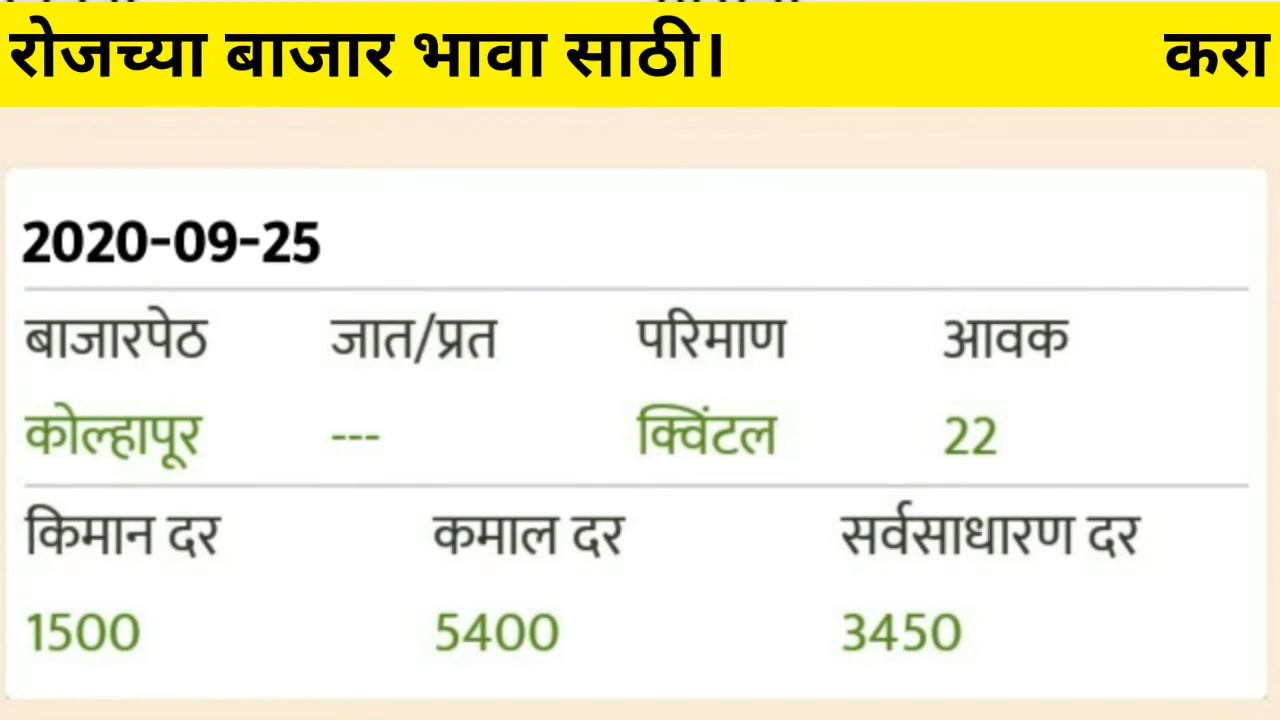 रोजच्या बाजार भावा साठी। करा
2020-09-25
बाजारपेठ जात/प्रत परिमाण आवक
कोल्हापूर --- क्विंटल 22
किमान दर कमाल दर सर्वसाधारण दर
1500 5400 3450